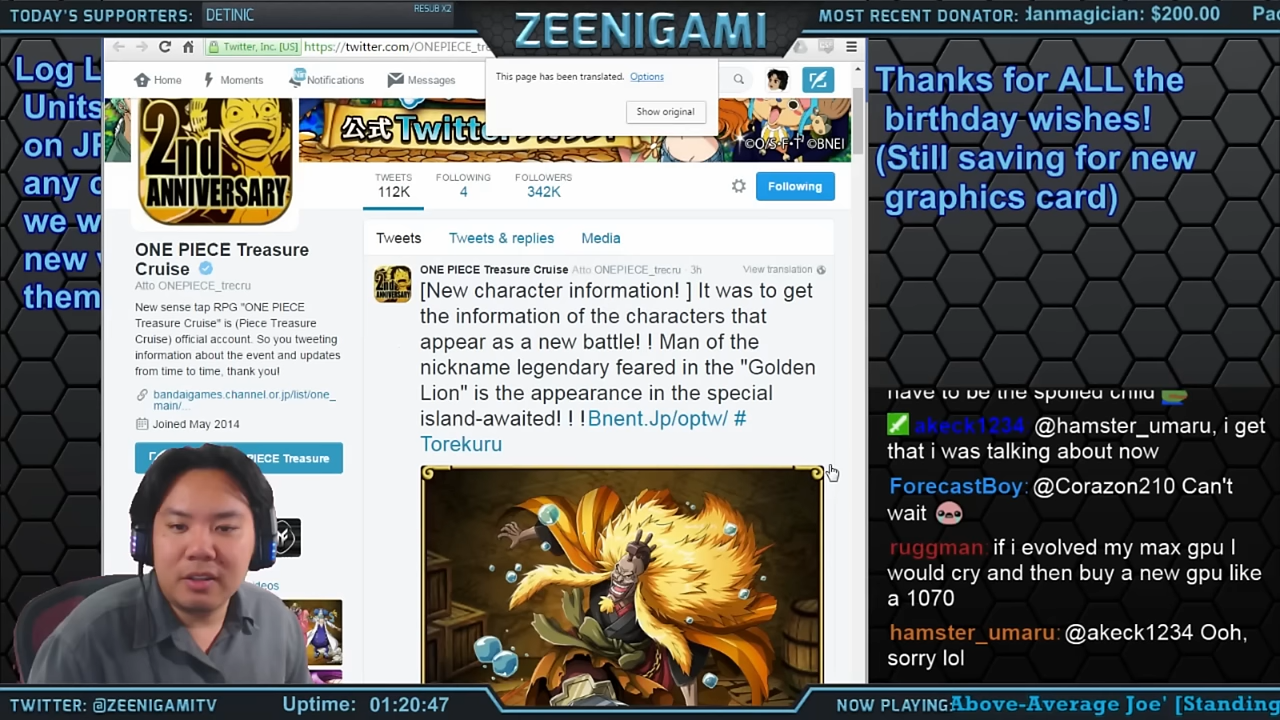 TODAY'S SUPPORTERS:
DETINIC
RESUB X2
ZEENIGAMI
MOST RECENT DONATOR:
danmagician: $200.00
Log L
Units
on J
any
we w
new
them
Twitter, Inc. [US]
https://twitter.com/ONEPIECE_tre
Home
Moments
Notifications
Messages
This page has been translated.
Options
Show original
2nd
ANNIVERSARY
公式Twitter
©O/S・F・T ©BNEI
TWEETS
112K
FOLLOWING
4
FOLLOWERS
342K
Following
ONE PIECE Treasure
Cruise
Atto ONEPIECE_trecru
New sense tap RPG "ONE PIECE
Treasure Cruise" is (Piece Treasure
Cruise) official account. So you tweeting
information about the event and updates
from time to time, thank you!
bandaigames.channel.or.jp/list/one_
main/...
Joined May 2014
PIECE Treasure
Tweets
Tweets & replies
Media
2nd
ANNIVERSARY
ONE PIECE Treasure Cruise
Atto ONEPIECE_trecru
3h
View translation
[New character information! ] It was to get
the information of the characters that
appear as a new battle! ! Man of the
nickname legendary feared in the "Golden
Lion" is the appearance in the special
island-awaited! ! !Bnent.Jp/optw/ #
Torekuru
Thanks for ALL the
birthday wishes!
(Still saving for new
graphics card)
have to be the spoiled child
akeck1234 @hamster_umaru, i get
that i was talking about now
ForecastBoy: @Corazon210 Can't
wait
ruggman: if i evolved my max gpu I
would cry and then buy a new gpu like
a 1070
hamster_umaru: @akeck1234 Ooh,
sorry lol
TWITTER: @ZEENIGAMITV
Uptime:
01:20:47
NOW PLAYING:
Above-Average Joe' [Standing